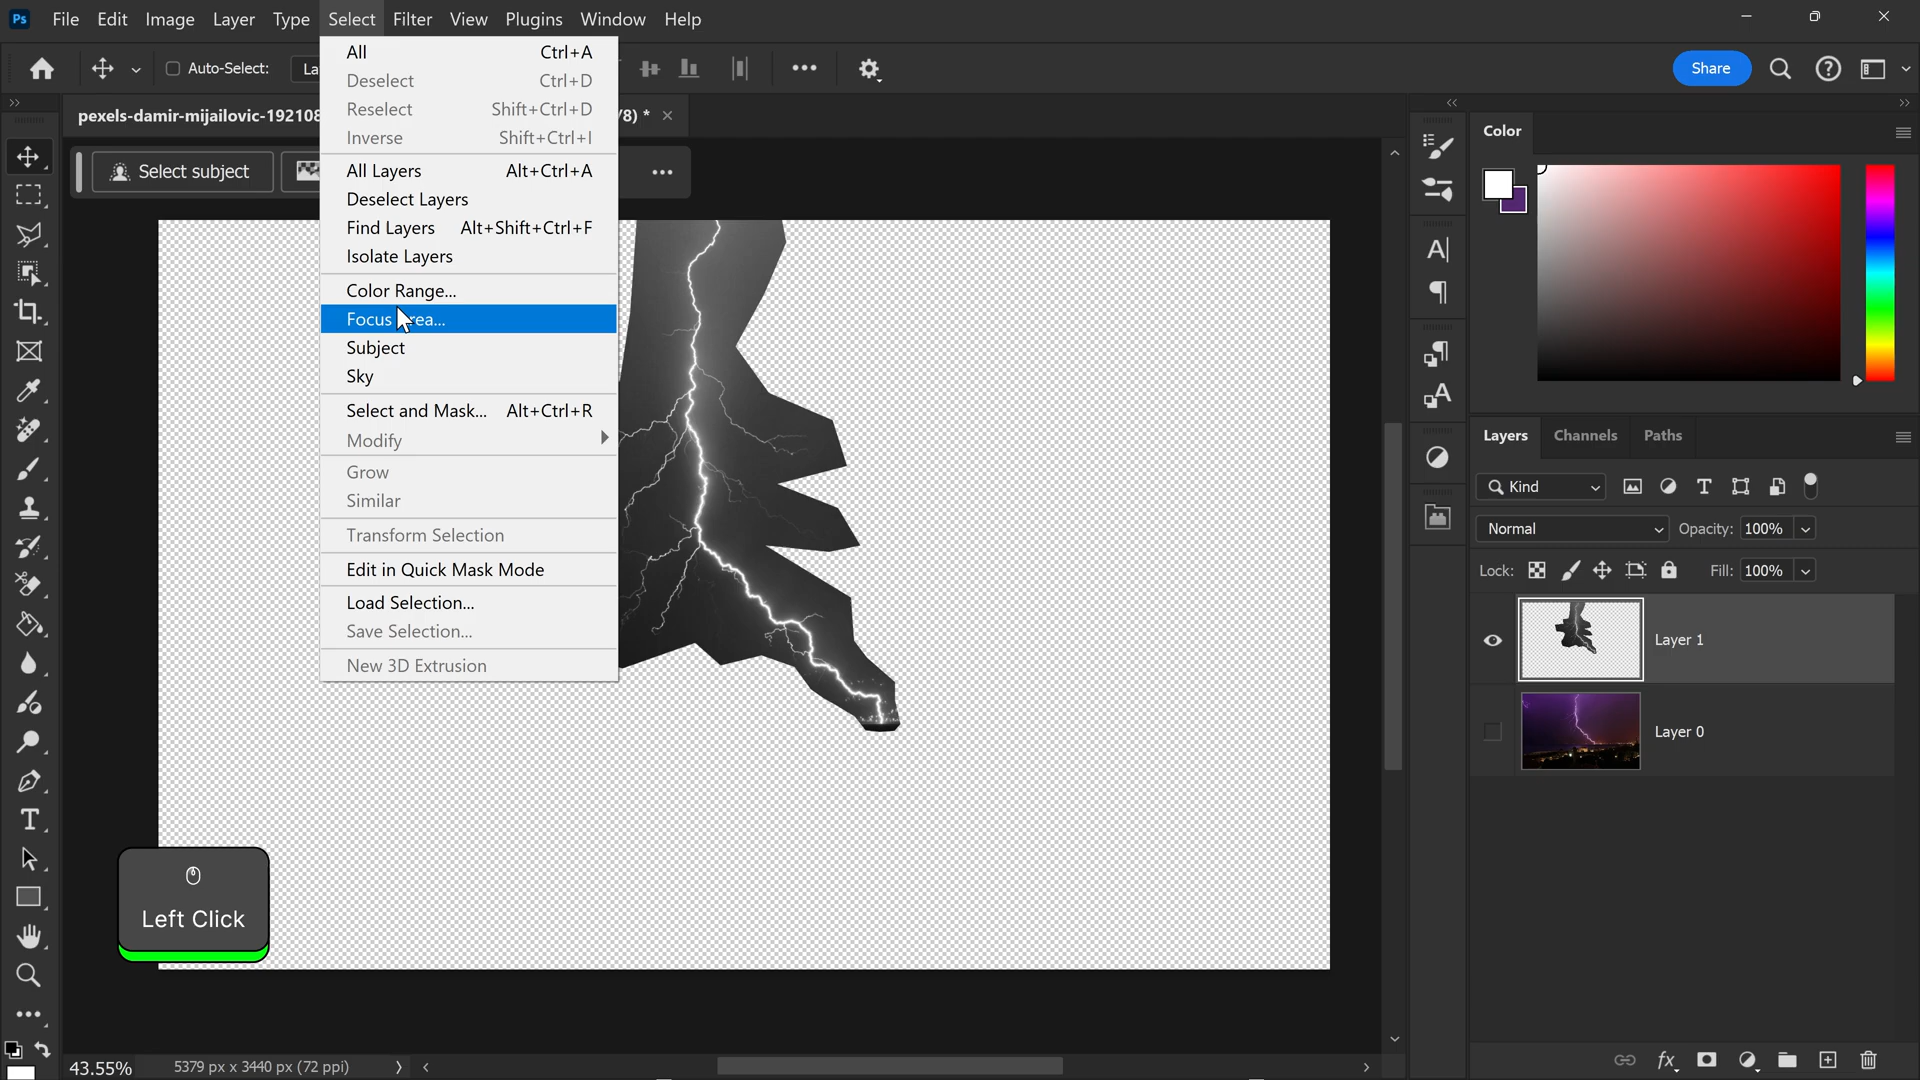 Ps File Edit Image Layer Type Select Filter View Plugins Window Help
Auto-Select: La
Share
pexels-damir-mijailovic-192108
/8) *
Select subject
All Ctrl+A
Deselect Ctrl+D
Reselect Shift+Ctrl+D
Inverse Shift+Ctrl+I
All Layers Alt+Ctrl+A
Deselect Layers
Find Layers Alt+Shift+Ctrl+F
Isolate Layers
Color Range...
Focus rea...
Subject
Sky
Select and Mask... Alt+Ctrl+R
Modify
Grow
Similar
Transform Selection
Edit in Quick Mask Mode
Load Selection...
Save Selection...
New 3D Extrusion
Left Click
43.55% 5379 px x 3440 px (72 ppi)
Color
Layers Channels Paths
Kind
Normal Opacity: 100%
Lock: Fill: 100%
Layer 1
Layer 0
fx